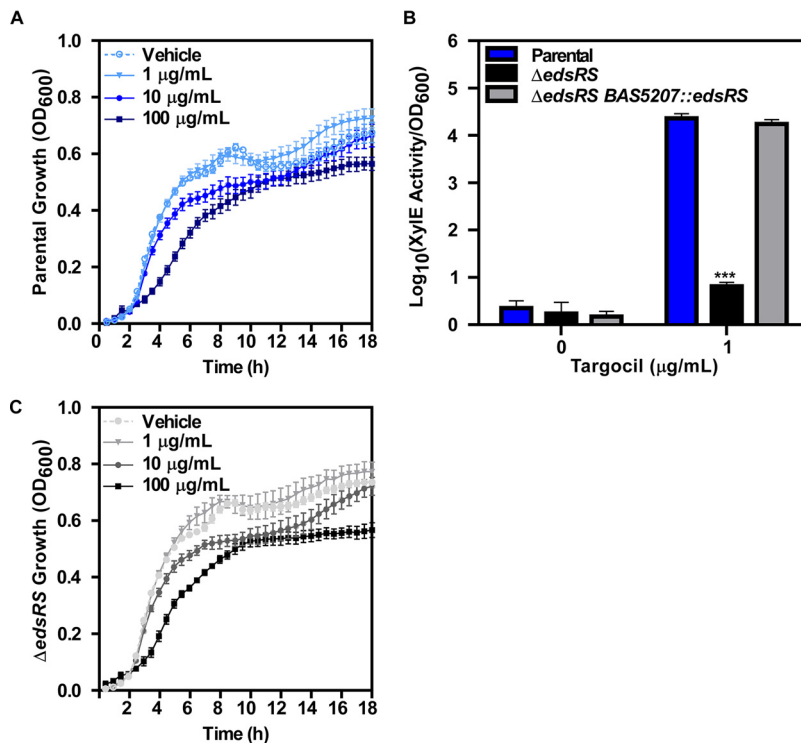 A
Parental Growth (OD600)
1.0
0.8
0.6
0.4
0.2
0.0
Vehicle
1 μg/mL
10 μg/mL
100 μg/mL
0 2 4 6 8 10 12 14 16 18
Time (h)
B
Log10(XylE Activity/OD600)
6
5
4
3
2
1
0
Parental
ΔedsRS
ΔedsRS BAS5207::edsRS
***
0 1
Targocil (μg/mL)
C
ΔedsRS Growth (OD600)
1.0
0.8
0.6
0.4
0.2
0.0
Vehicle
1 μg/mL
10 μg/mL
100 μg/mL
2 4 6 8 10 12 14 16 18
Time (h)